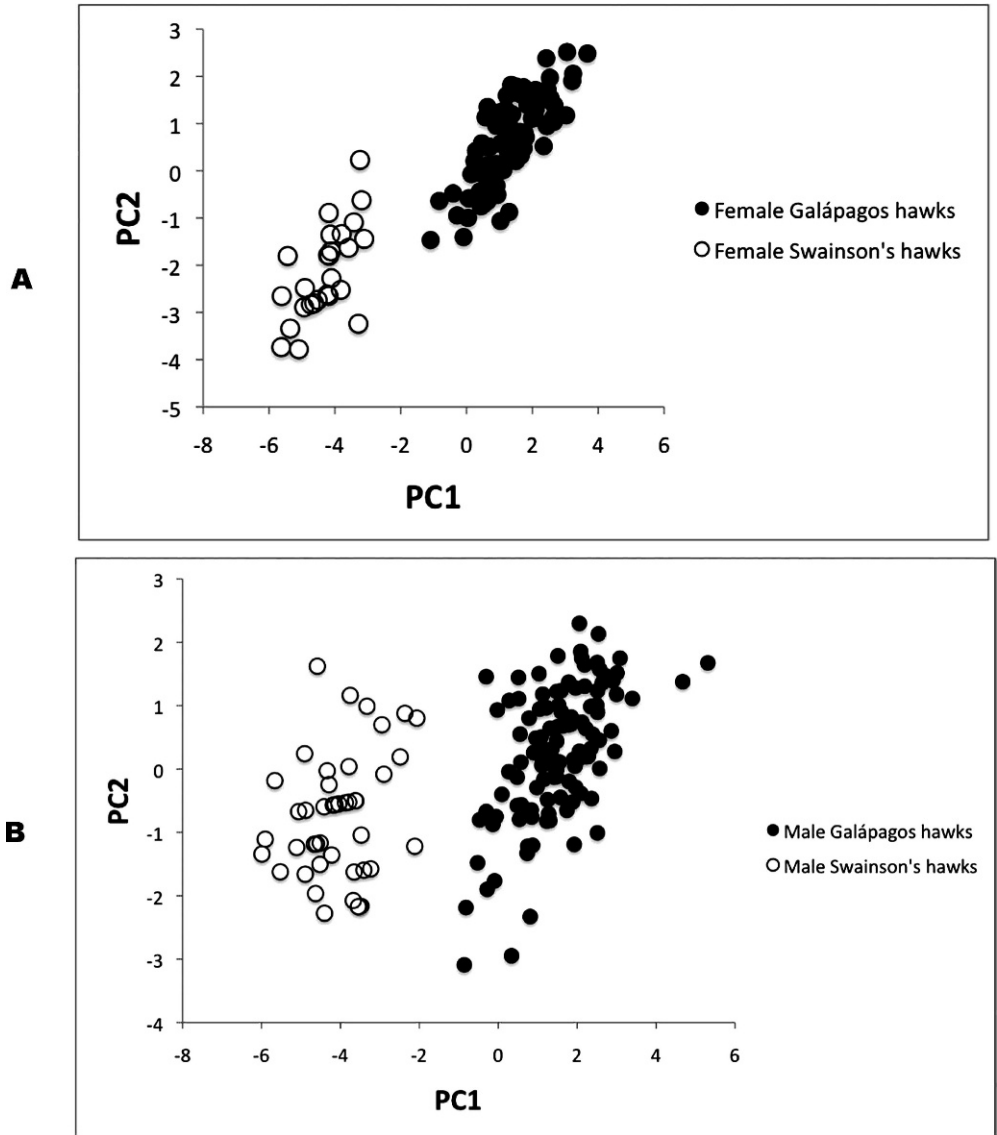 A
3
2
1
0
-1
-2
-3
-4
-5
PC2
-8 -6 -4 -2 0 2 4 6
PC1
Female Galápagos hawks
Female Swainson's hawks
B
3
2
1
0
-1
-2
-3
-4
PC2
-8 -6 -4 -2 0 2 4 6
PC1
Male Galápagos hawks
Male Swainson's hawks